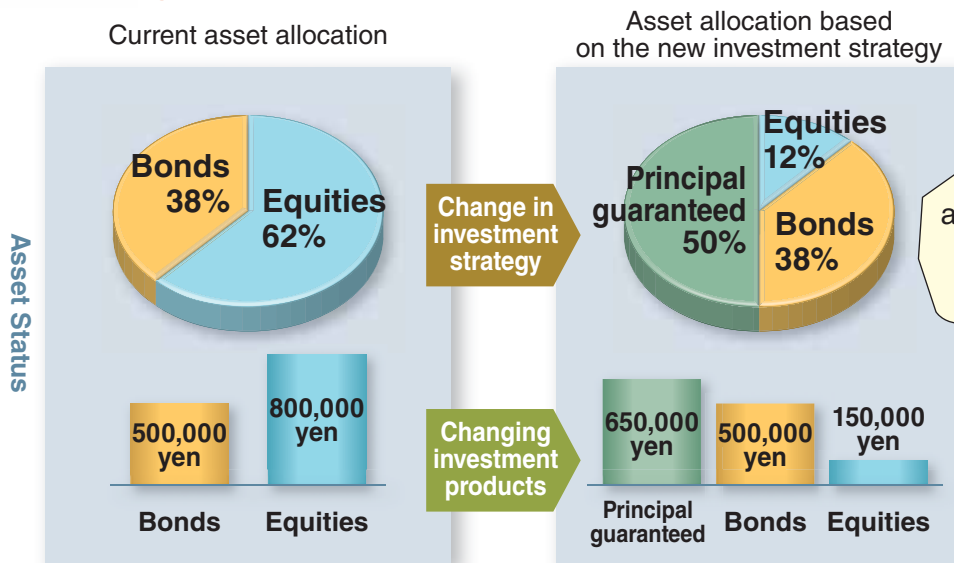 Current asset allocation
Asset allocation based
on the new investment strategy
Asset Status
Bonds
38%
Equities
62%
Change in
investment
strategy
Equities
12%
Principal
guaranteed
50%
Bonds
38%
a
500,000
yen
800,000
yen
Bonds
Equities
Changing
investment
products
650,000
yen
500,000
yen
150,000
yen
Principal
guaranteed
Bonds
Equities